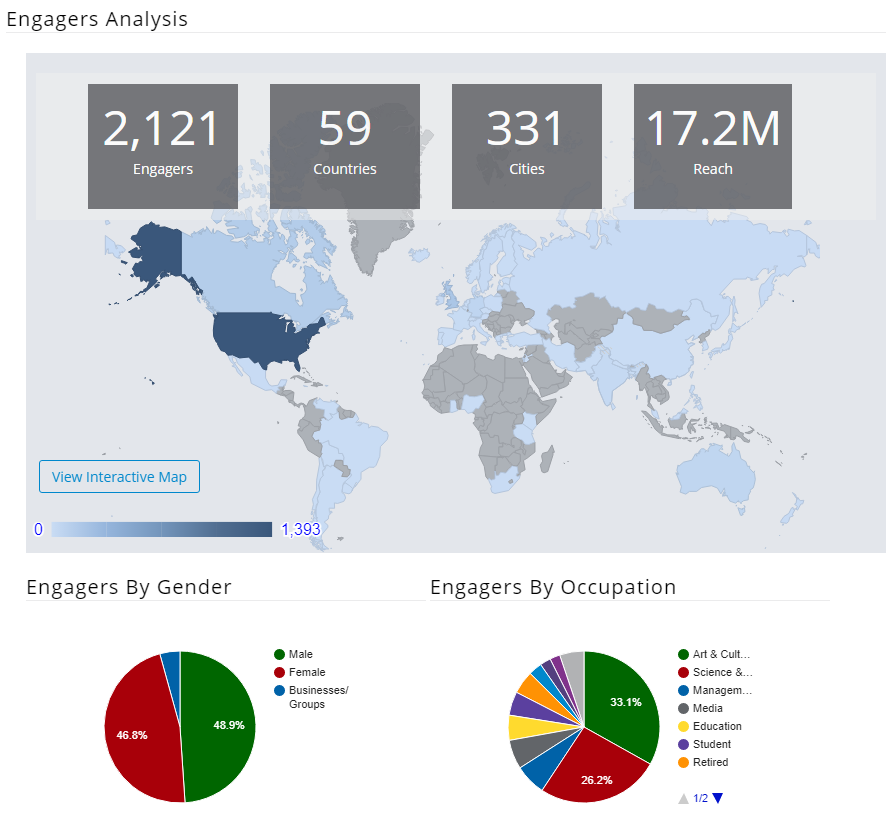 Engagers Analysis
2,121
Engagers
59
Countries
331
Cities
17.2M
Reach
View Interactive Map
0
1,393
Engagers By Gender
48.9%
46.8%
Male
Female
Businesses/
Groups
Engagers By Occupation
33.1%
26.2%
Art & Cult...
Science &...
Managem...
Media
Education
Student
Retired
1/2